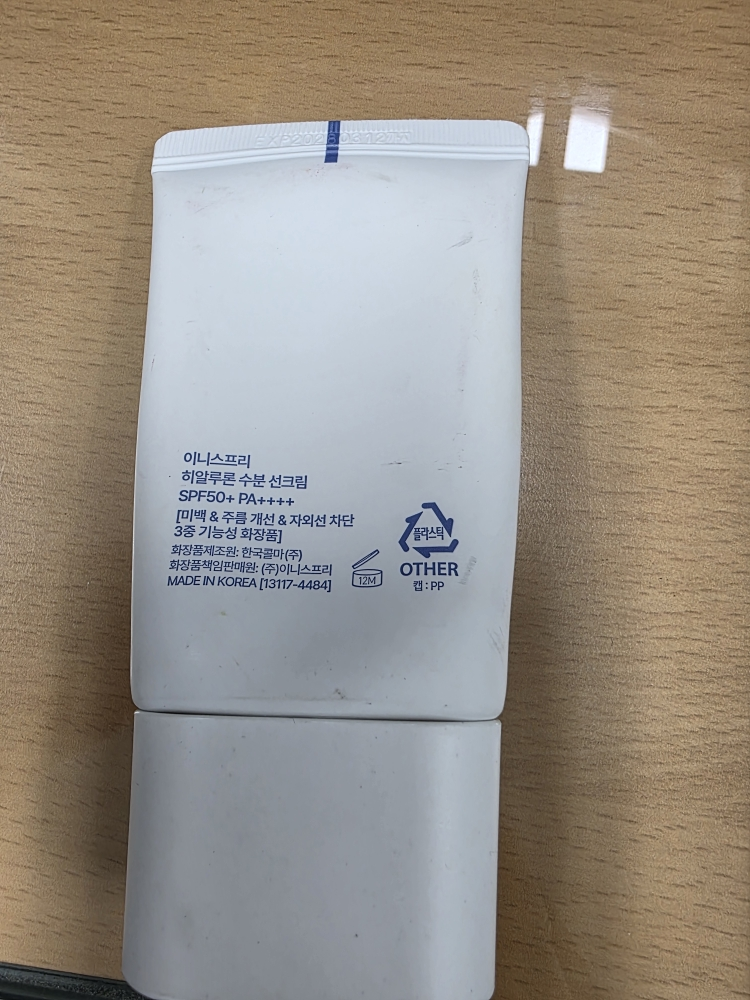 이니스프리
히알루론 수분 선크림
SPF50+ PA++++
[미백 & 주름 개선 & 자외선 차단
3중 기능성 화장품]
화장품제조원: 한국콜마(주)
화장품책임판매원: (주)이니스프리
MADE IN KOREA [13117-4484]
12M
플라스틱
OTHER
캡 : PP